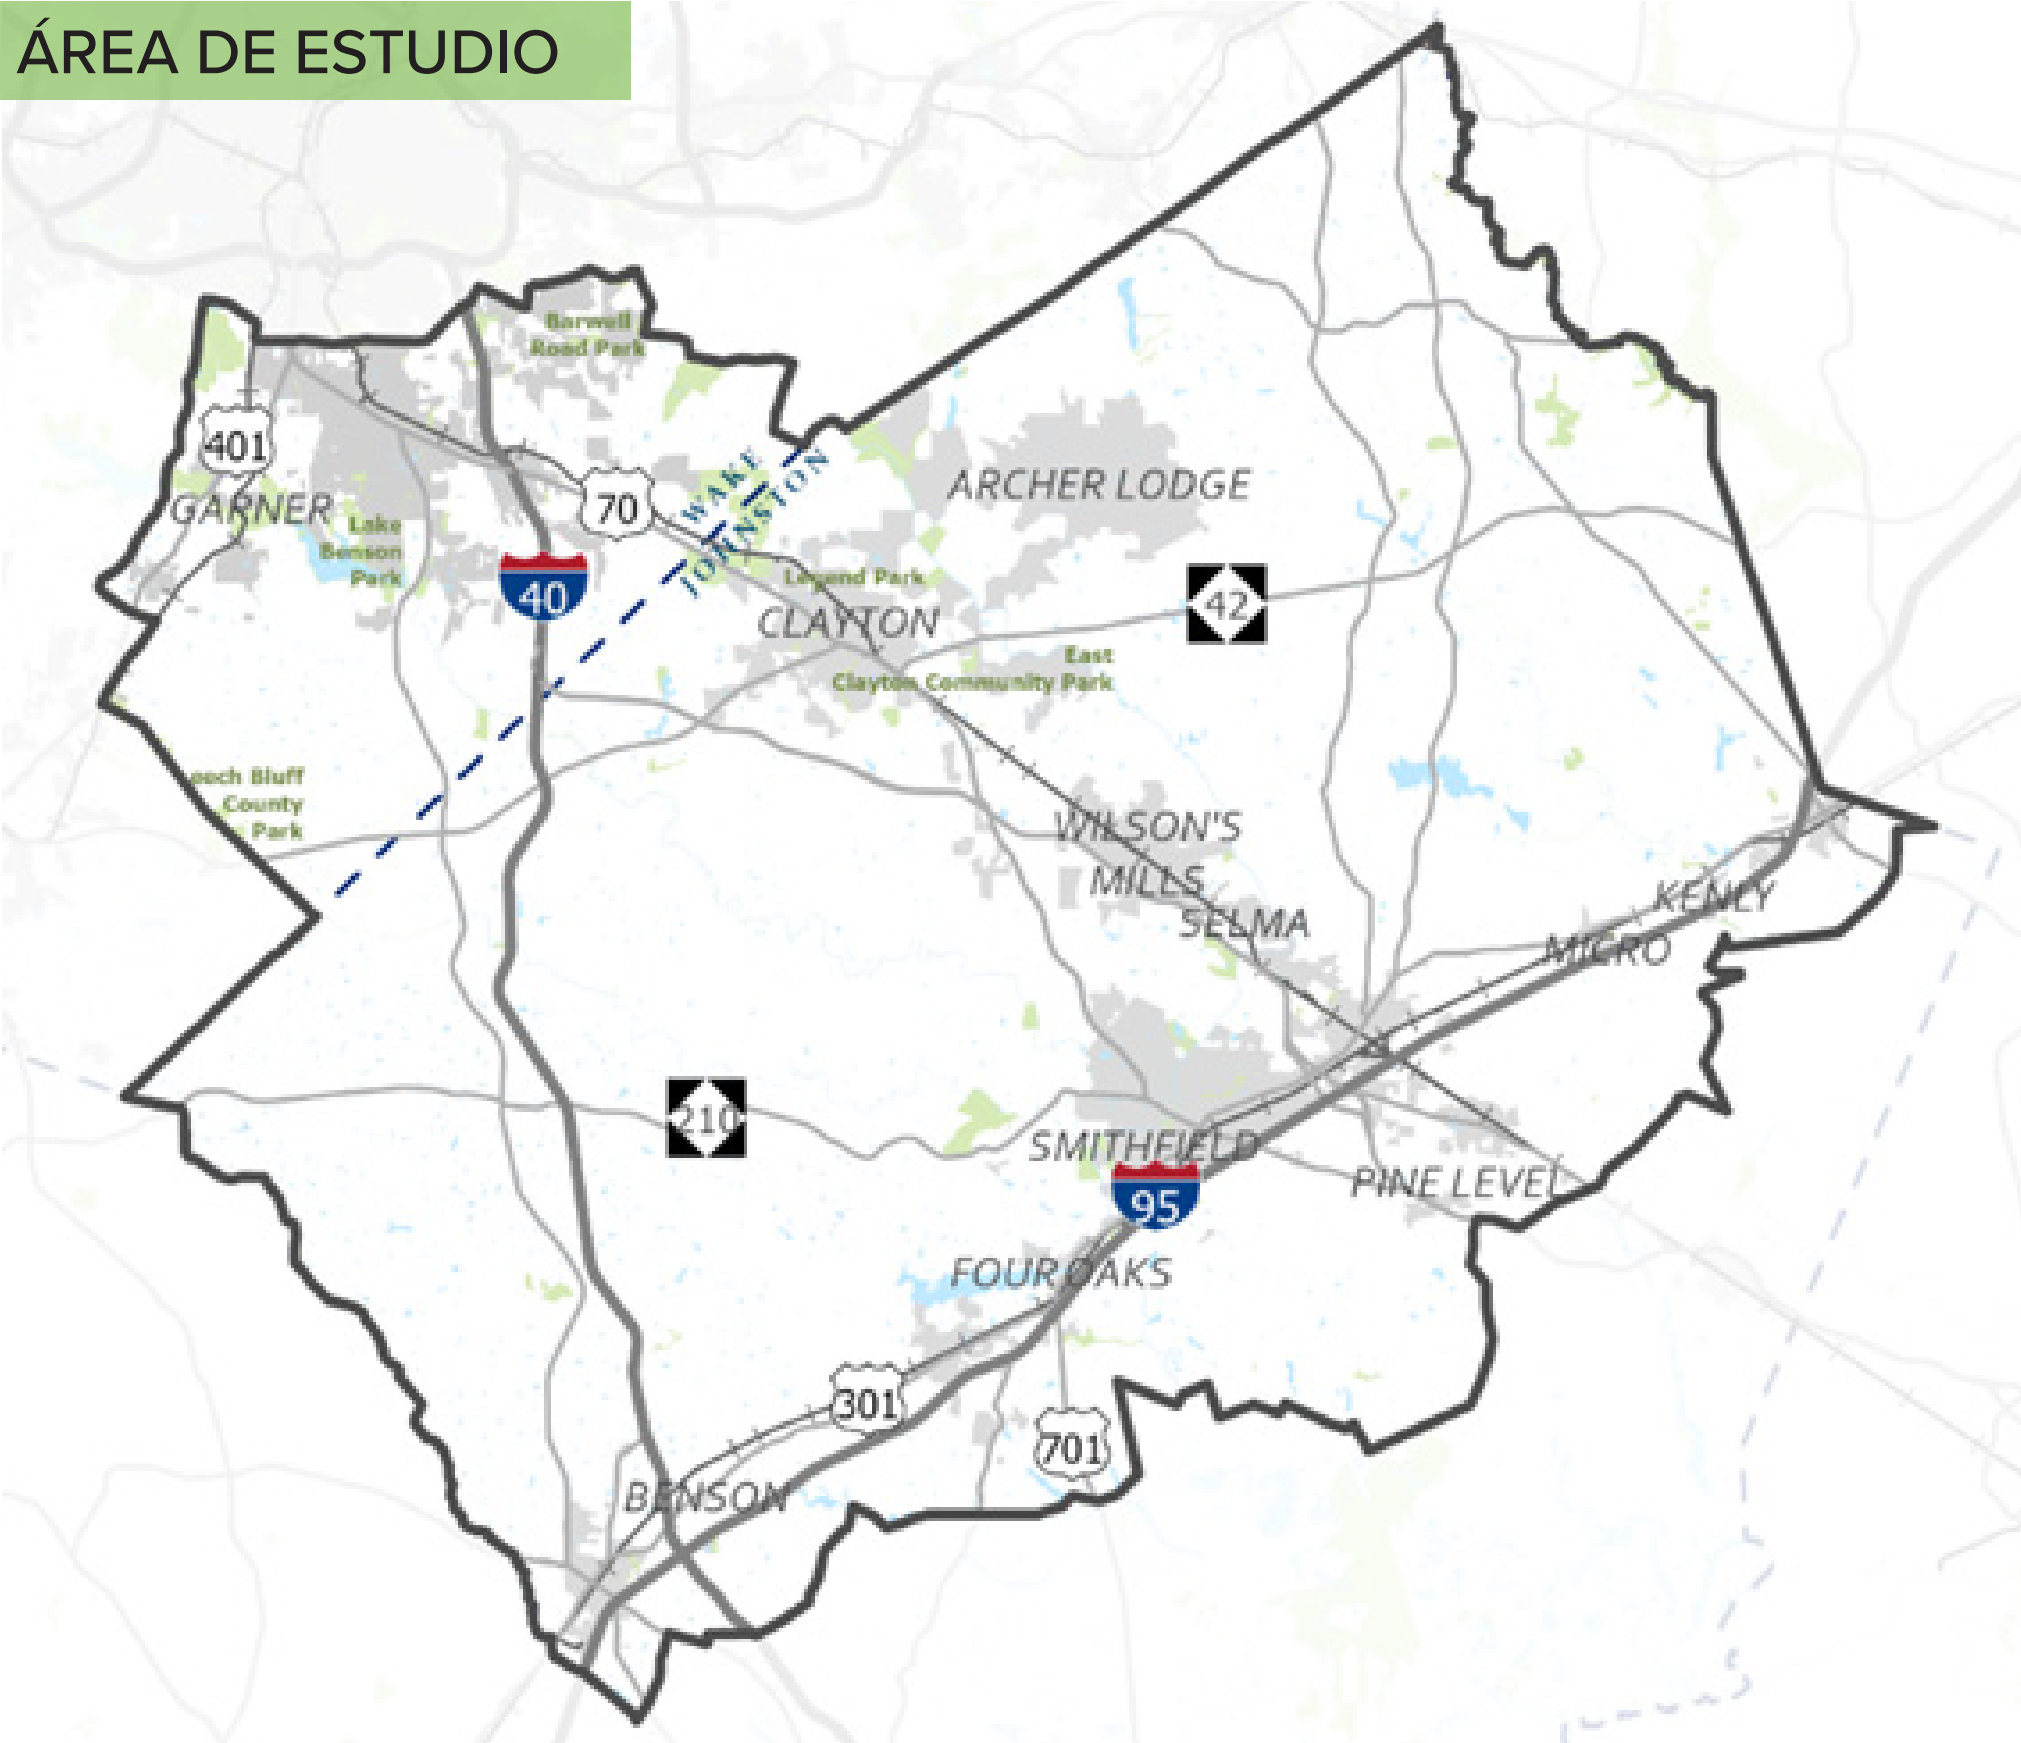 ÁREA DE ESTUDIO
Barwell
Road Park
401
GARNER
Lake
Benson
Park
70
WAKE
JOHNSTON
ARCHER LODGE
40
Legend Park
CLAYTON
42
East
Clayton Community Park
eech Bluff
County
Park
WILSON'S
MILLS
SELMA
KENLY
MICRO
210
SMITHFIELD
95
PINE LEVEL
FOUR OAKS
301
701
BENSON